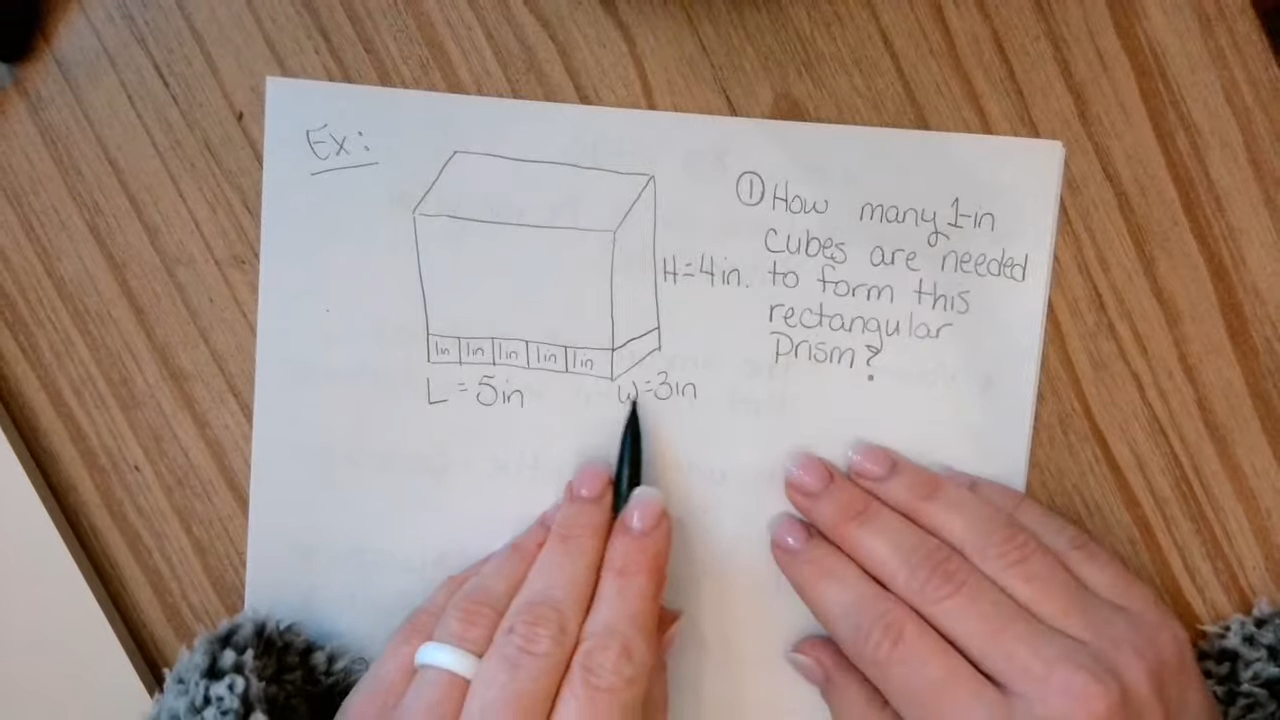 Ex:
① How many 1-in
cubes are needed
to form this
rectangular
Prism?
H=4in.
1in 1in 1in 1in 1in
L = 5in W=3in